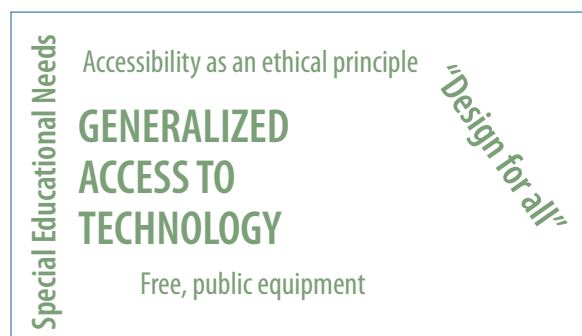 Special Educational Needs
Accessibility as an ethical principle
GENERALIZED
ACCESS TO
TECHNOLOGY
Free, public equipment
“Design for all”